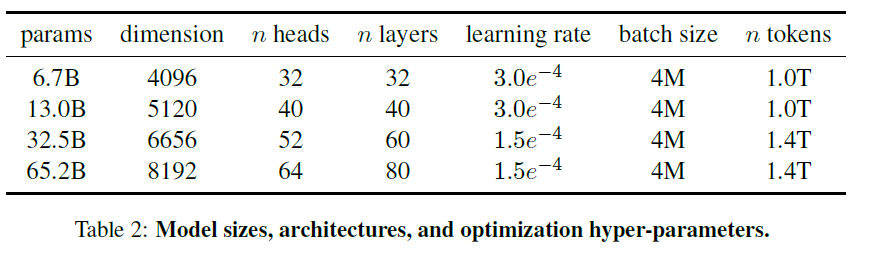 params dimension n heads n layers learning rate batch size n tokens
6.7B 4096 32 32 3.0e−4 4M 1.0T
13.0B 5120 40 40 3.0e−4 4M 1.0T
32.5B 6656 52 60 1.5e−4 4M 1.4T
65.2B 8192 64 80 1.5e−4 4M 1.4T
Table 2: Model sizes, architectures, and optimization hyper-parameters.